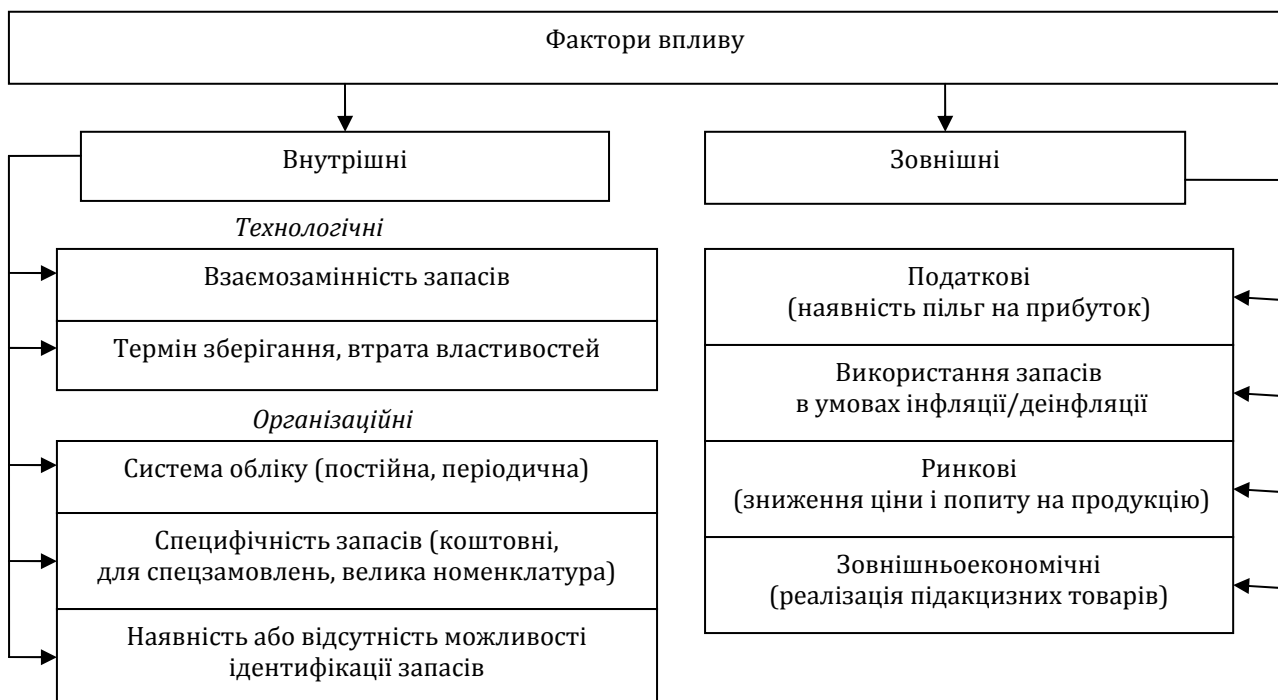 Фактори впливу
Внутрішні
Технологічні
Взаємозамінність запасів
Термін зберігання, втрата властивостей
Організаційні
Система обліку (постійна, періодична)
Специфічність запасів (коштовні,
для спецзамовлень, велика номенклатура)
Наявність або відсутність можливості
ідентифікації запасів
Зовнішні
Податкові
(наявність пільг на прибуток)
Використання запасів
в умовах інфляції/деінфляції
Ринкові
(зниження ціни і попиту на продукцію)
Зовнішньоекономічні
(реалізація підакцизних товарів)